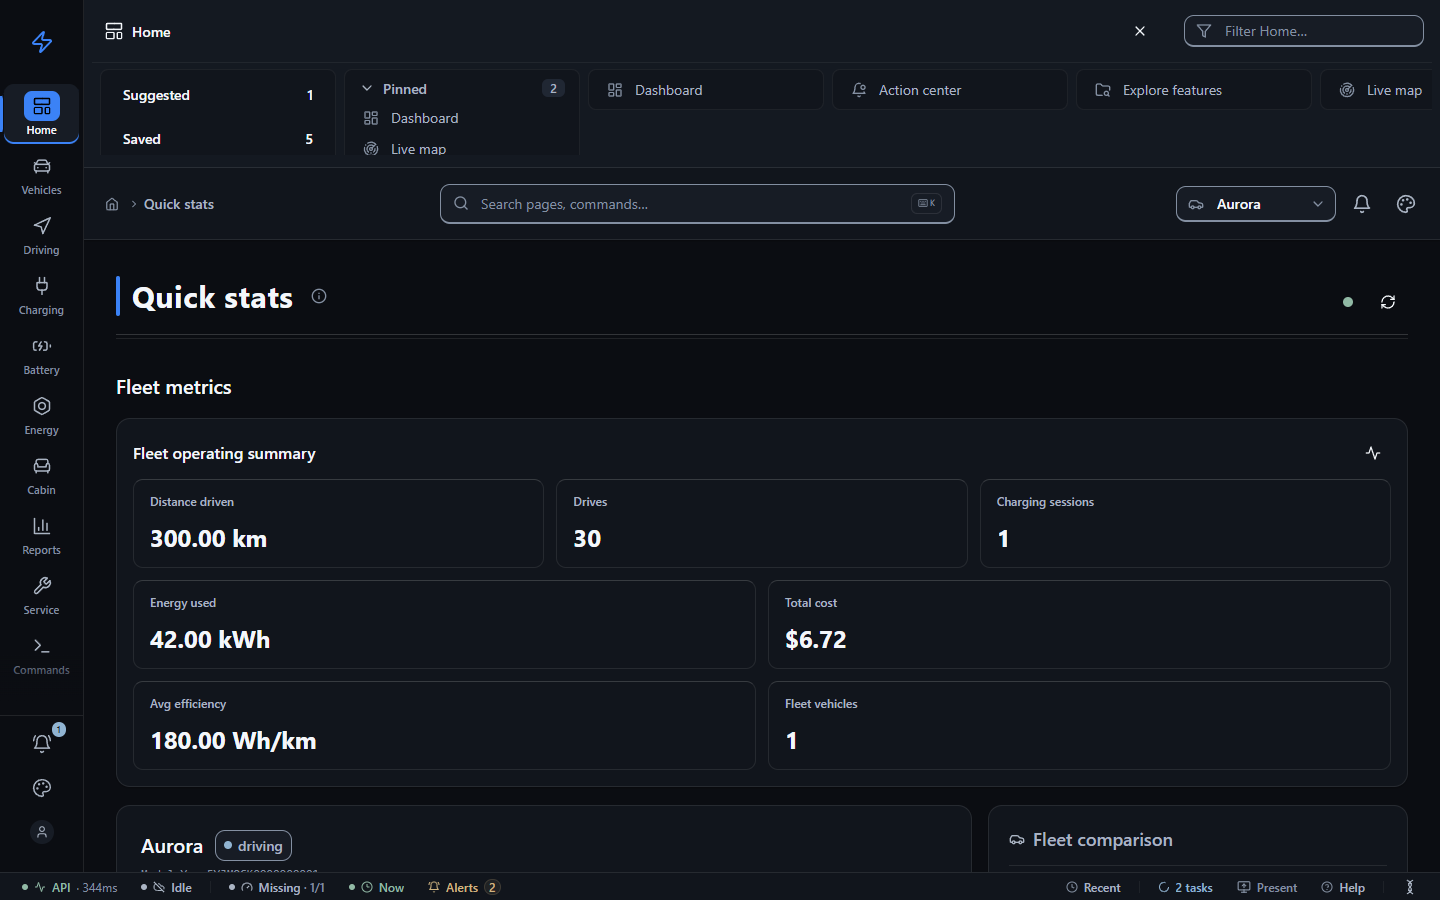 Home
Filter Home...
Suggested 1
Saved 5
Pinned 2
Dashboard
Live map
Dashboard
Action center
Explore features
Live map
Home
Vehicles
Driving
Charging
Battery
Energy
Cabin
Reports
Service
Commands
1
Quick stats
Search pages, commands...
K
Aurora
Quick stats
Fleet metrics
Fleet operating summary
Distance driven
300.00 km
Drives
30
Charging sessions
1
Energy used
42.00 kWh
Total cost
$6.72
Avg efficiency
180.00 Wh/km
Fleet vehicles
1
Aurora driving
Fleet comparison
API · 344ms
Idle
Missing · 1/1
Now
Alerts 2
Recent
2 tasks
Present
Help